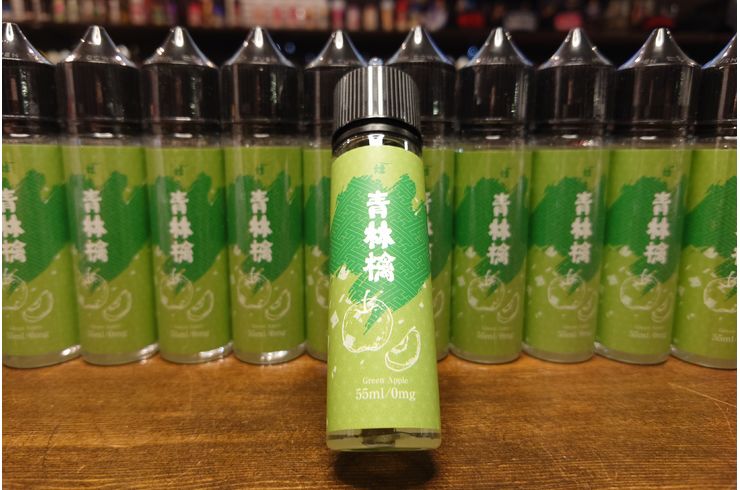 青林檎
Green Apple
55ml/0mg